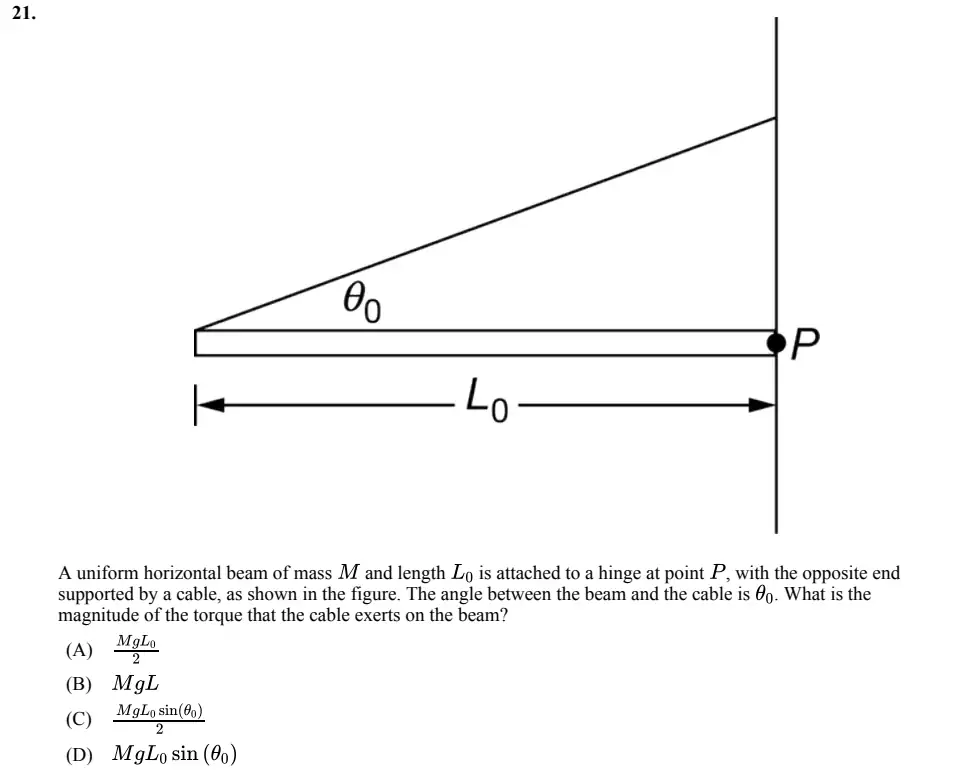 21.
θ₀
P
L₀
A uniform horizontal beam of mass M and length L₀ is attached to a hinge at point P, with the opposite end
supported by a cable, as shown in the figure. The angle between the beam and the cable is θ₀. What is the
magnitude of the torque that the cable exerts on the beam?
(A) MgL₀/2
(B) MgL
(C) MgL₀ sin(θ₀)/2
(D) MgL₀ sin (θ₀)